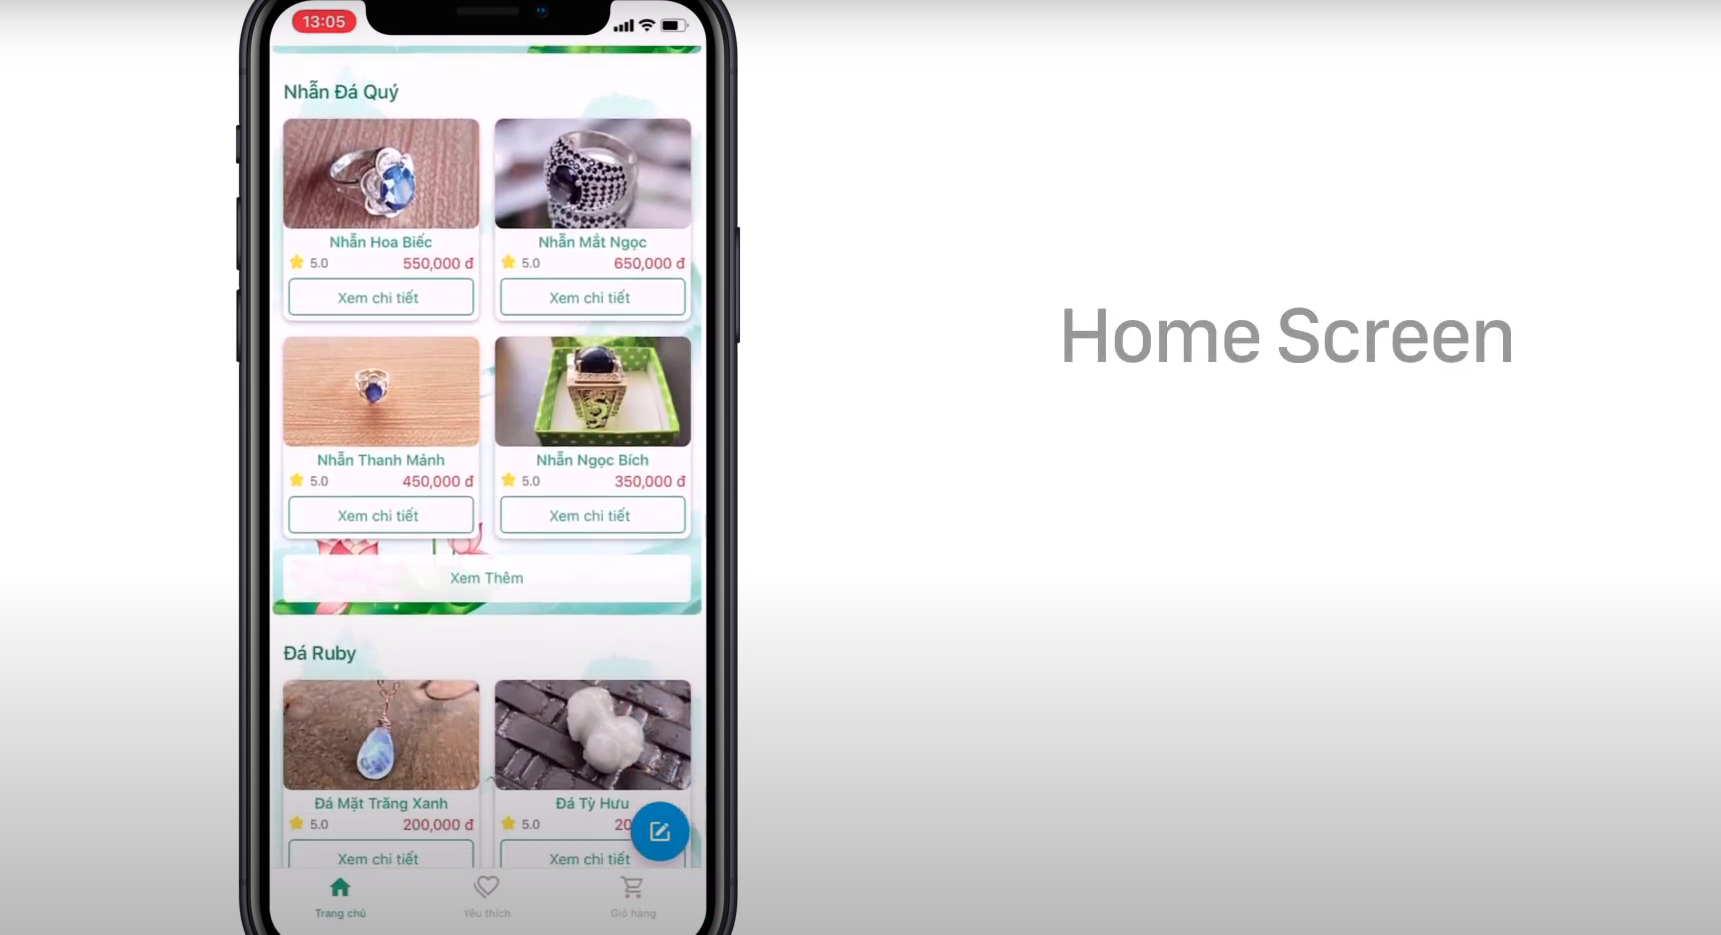 13:05
Nhẫn Đá Quý
Nhẫn Hoa Biếc
5.0 550,000 đ
Xem chi tiết
Nhẫn Mắt Ngọc
5.0 650,000 đ
Xem chi tiết
Nhẫn Thanh Mảnh
5.0 450,000 đ
Xem chi tiết
Nhẫn Ngọc Bích
5.0 350,000 đ
Xem chi tiết
Xem Thêm
Đá Ruby
Đá Mặt Trăng Xanh
5.0 200,000 đ
Xem chi tiết
Đá Tỳ Hưu
5.0 20
Xem chi tiết
Trang chủ
Yêu thích
Giỏ hàng
Home Screen